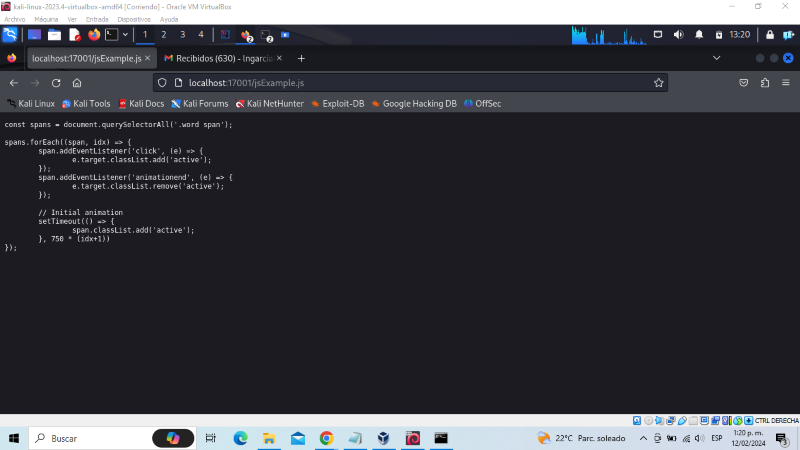 kali-linux-2023.4-virtualbox-amd64 [Corriendo] - Oracle VM VirtualBox
Archivo Máquina Ver Entrada Dispositivos Ayuda
1 2 3 4 2 2 13:20
localhost:17001/jsExample.js Recibidos (630) - lngarcia
localhost:17001/jsExample.js
Kali Linux Kali Tools Kali Docs Kali Forums Kali NetHunter Exploit-DB Google Hacking DB OffSec
const spans = document.querySelectorAll('.word span');
spans.forEach((span, idx) => {
span.addEventListener('click', (e) => {
e.target.classList.add('active');
});
span.addEventListener('animationend', (e) => {
e.target.classList.remove('active');
});
// Initial animation
setTimeout(() => {
span.classList.add('active');
}, 750 * (idx+1))
});
CTRL DERECHA
Buscar 22°C Parc. soleado ESP 1:20 p. m.
12/02/2024 3